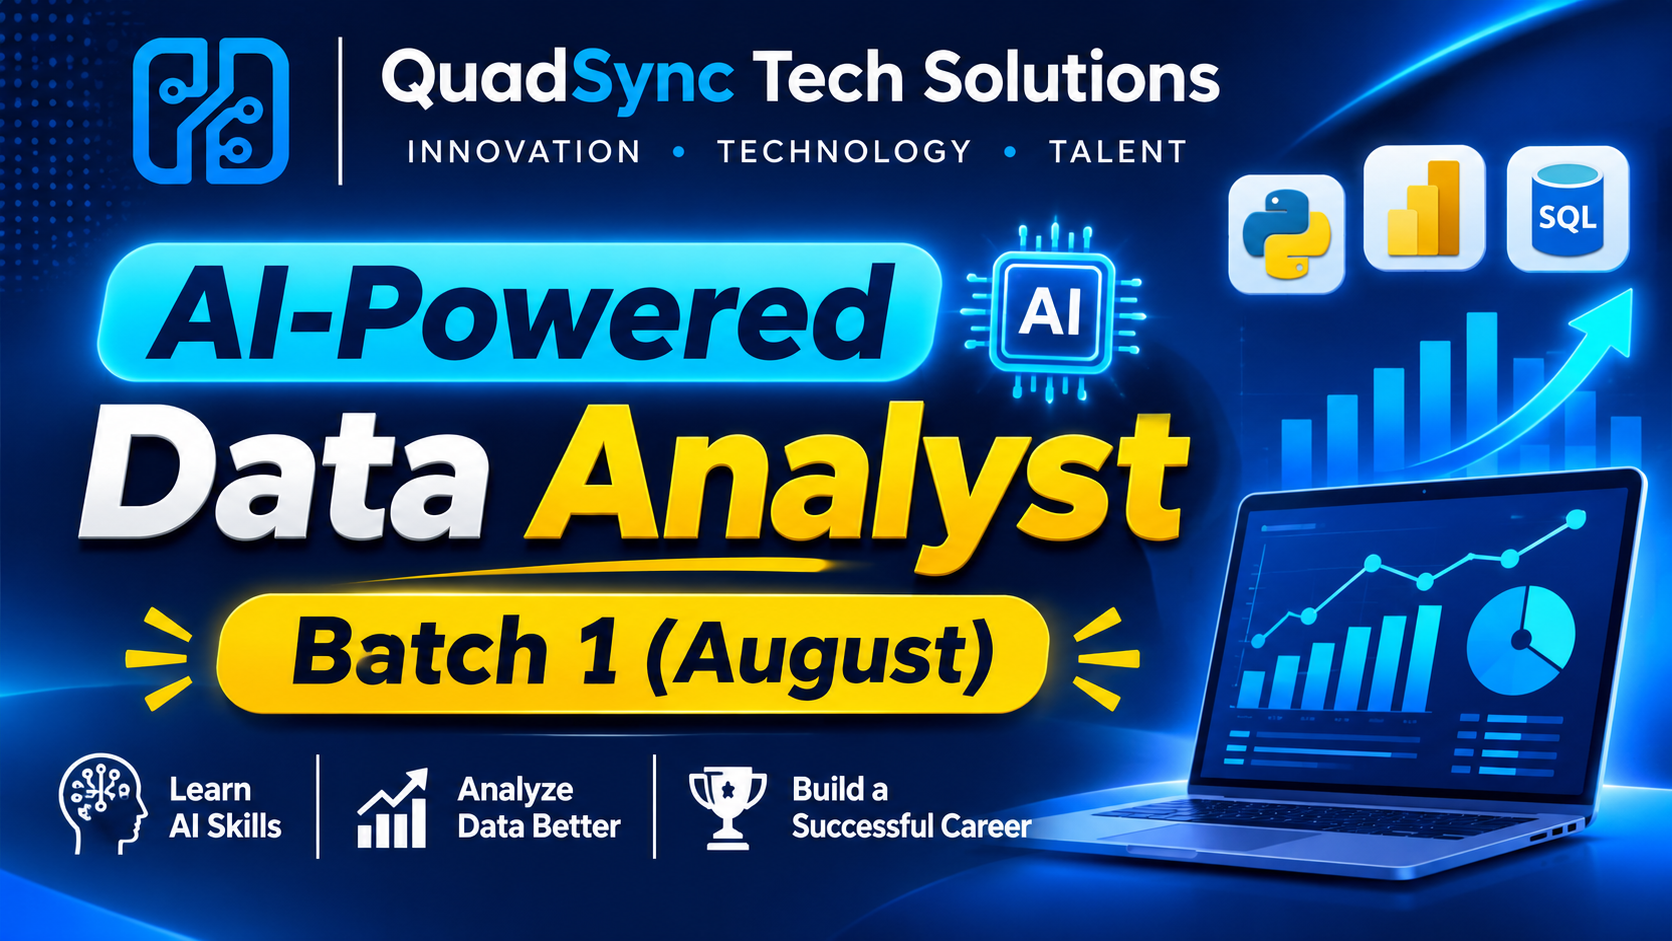 QuadSync Tech Solutions
INNOVATION • TECHNOLOGY • TALENT
SQL
AI-Powered
AI
Data Analyst
Batch 1 (August)
Learn
AI Skills
Analyze
Data Better
Build a
Successful Career